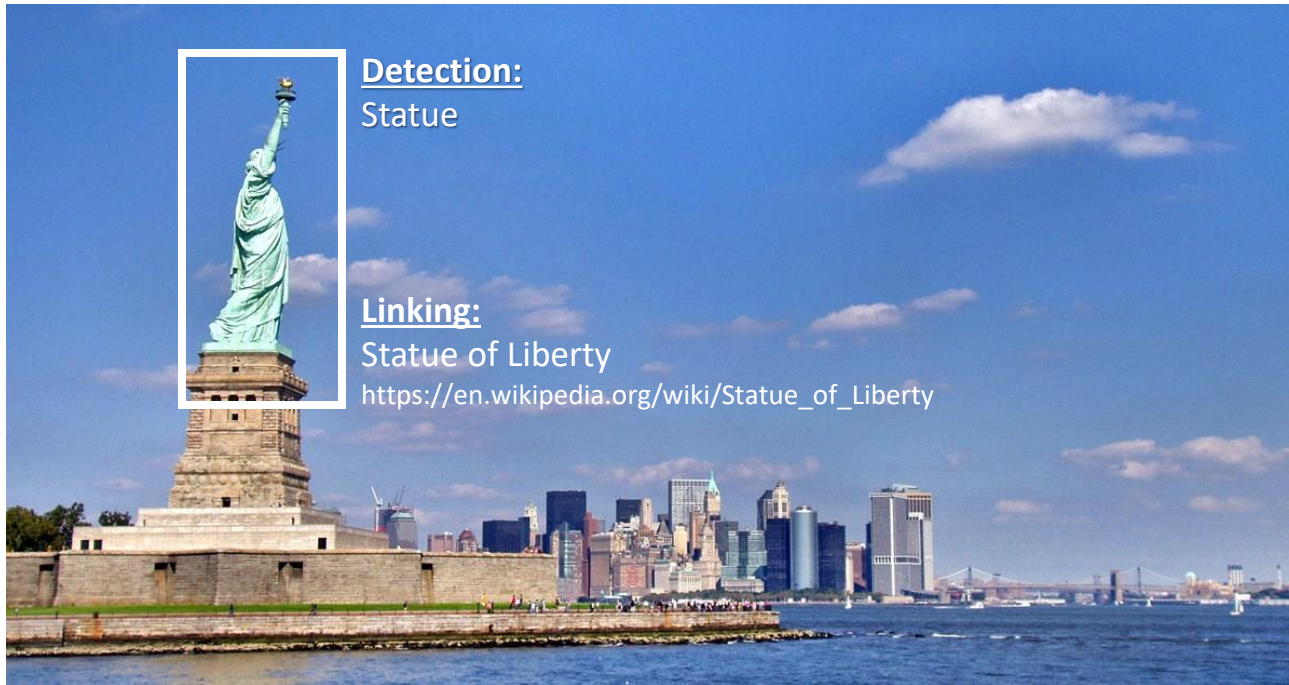 Detection:
Statue
Linking:
Statue of Liberty
https://en.wikipedia.org/wiki/Statue_of_Liberty